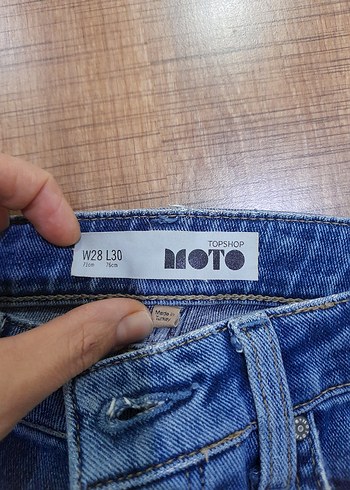 TOPSHOP
W28 L30 MOTO
71cm 76cm
Made in
Turkey